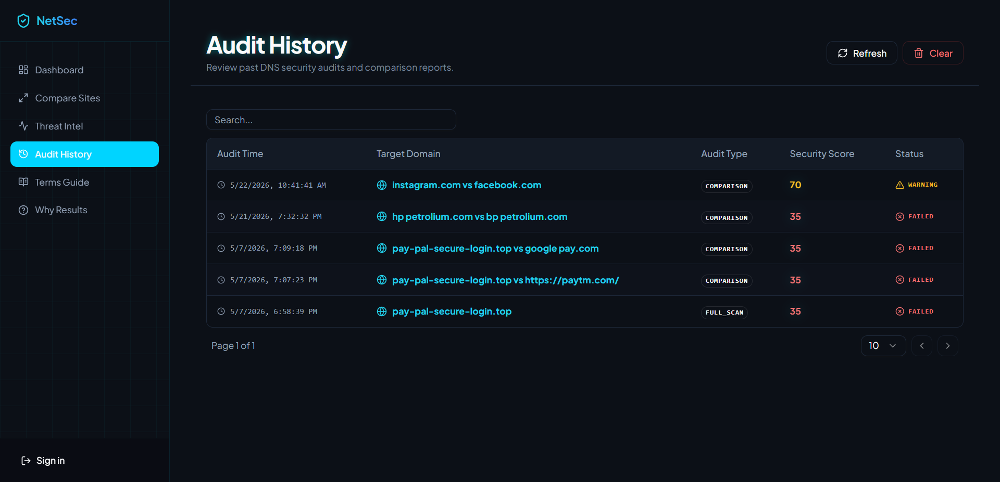 NetSec
Dashboard
Compare Sites
Threat Intel
Audit History
Terms Guide
Why Results
Sign in
Audit History
Review past DNS security audits and comparison reports.
Refresh
Clear
Search...
Audit Time Target Domain Audit Type Security Score Status
5/22/2026, 10:41:41 AM instagram.com vs facebook.com COMPARISON 70 WARNING
5/21/2026, 7:32:32 PM hp petrolium.com vs bp petrolium.com COMPARISON 35 FAILED
5/7/2026, 7:09:18 PM pay-pal-secure-login.top vs google pay.com COMPARISON 35 FAILED
5/7/2026, 7:07:23 PM pay-pal-secure-login.top vs https://paytm.com/ COMPARISON 35 FAILED
5/7/2026, 6:58:39 PM pay-pal-secure-login.top FULL_SCAN 35 FAILED
Page 1 of 1
10